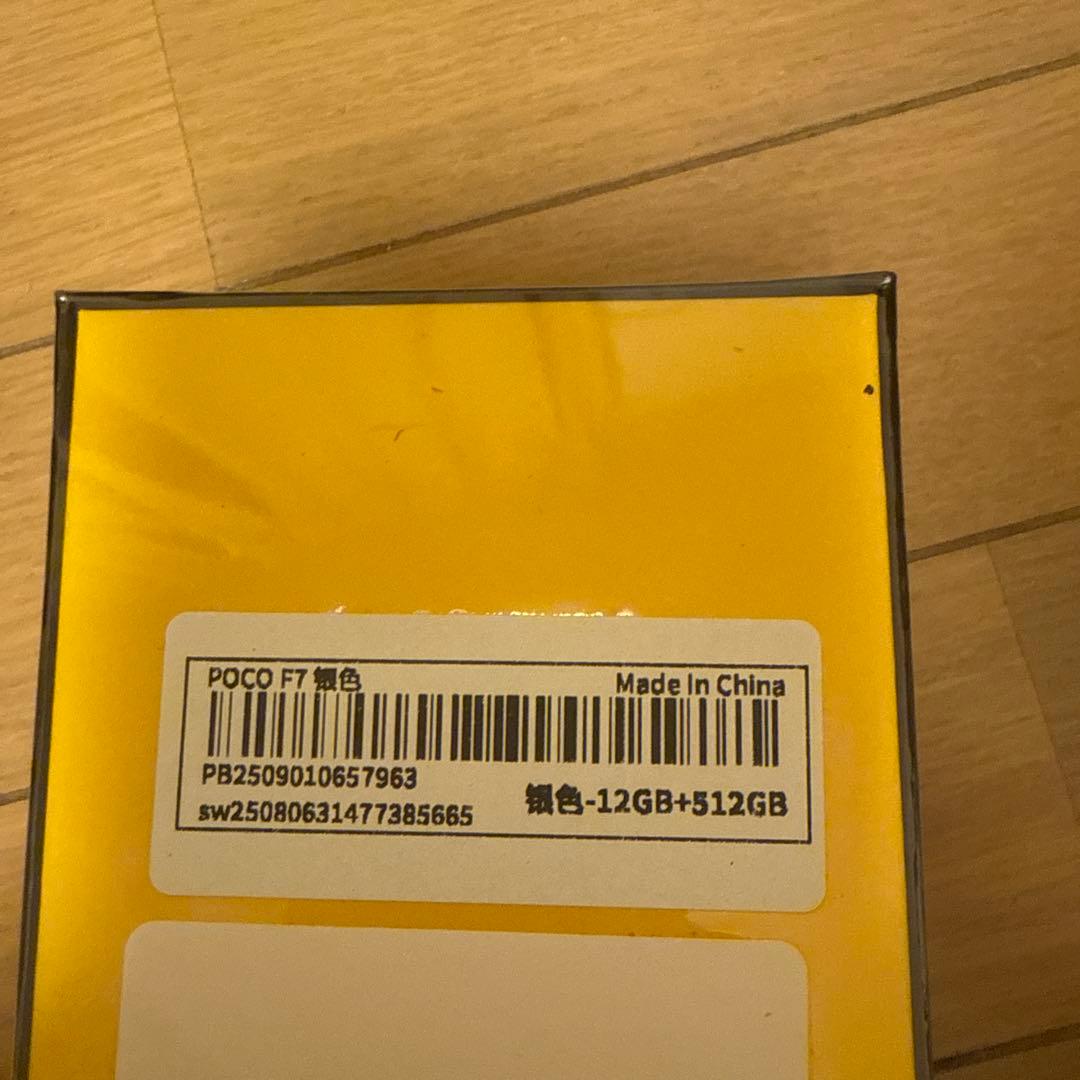 POCO F7 银色
Made In China
PB2509010657963
sw25080631477385665
银色-12GB+512GB